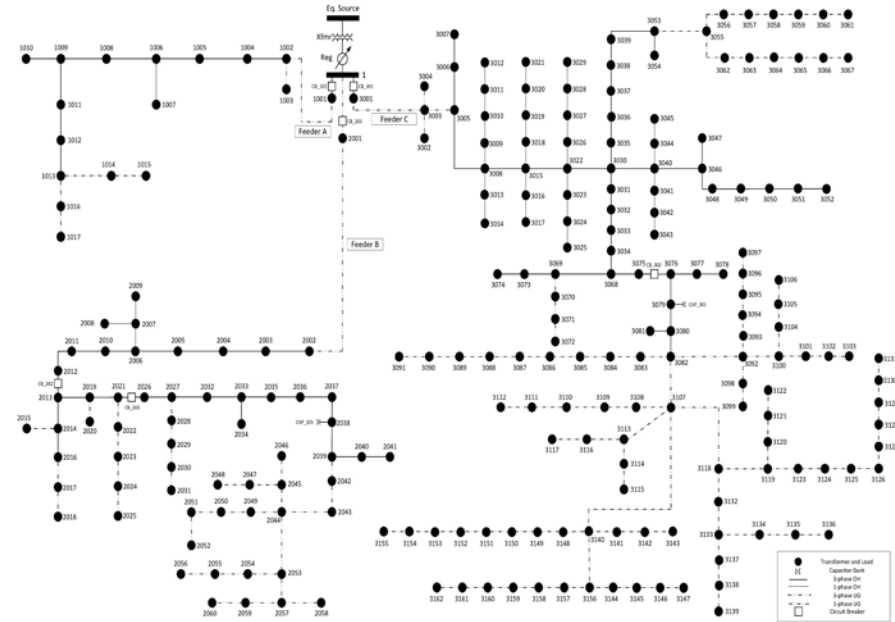 Eq. Source
Xfmr
Reg
1
CB_101
CB_301
1001
3001
CB_201
2001
Feeder A
Feeder C
Feeder B
1010 1009 1008 1006 1005 1004 1002
1003
1007
1011
1012
1013 1014 1015
1016
1017
2009
2008 2007
2011 2010 2006 2005 2004 2003 2002
2012
CB_202
2013 2019 2021 2026 2027 2032 2033 2035 2036 2037
CB_203
2015 2014 2020 2022 2028 2034 CAP_201 2038
2016 2023 2029 2046 2039 2040 2041
2017 2024 2030 2048 2047 2045 2042
2018 2025 2031 2051 2050 2049 2044 2043
2052
2056 2055 2054 2053
2060 2059 2057 2058
3007
3006
3004
3003 3005
3002
3012 3021 3029
3011 3020 3028
3010 3019 3027
3009 3018 3026
3008 3015 3022 3030 3040 3046
3013 3016 3023
3014 3017 3024
3025
3039
3038
3037
3036
3035
3031
3032
3033
3034
3053
3054
3055
3056 3057 3058 3059 3060 3061
3062 3063 3064 3065 3066 3067
3045
3044
3041
3042
3043
3047
3048 3049 3050 3051 3052
3074 3073 3069 3068 3075 CB_302 3076 3077 3078
3070
3071
3072
3079 CAP_301
3081 3080
3091 3090 3089 3088 3087 3086 3085 3084 3083 3082
3097
3096
3095
3094
3093
3092 3100 3101 3102 3103
3106
3105
3104
3098
3099
3112 3111 3110 3109 3108 3107
3117 3116 3113
3114
3115
3122
3121
3120
3118 3119 3123 3124 3125 3126
3132
3133 3134 3135 3136
3137
3138
3139
3155 3154 3153 3152 3151 3150 3149 3148 3140 3141 3142 3143
3162 3161 3160 3159 3158 3156 3144 3145 3146 3147
Transformer and Load
Capacitor Bank
3-phase OH
1-phase OH
3-phase UG
1-phase UG
Circuit Breaker